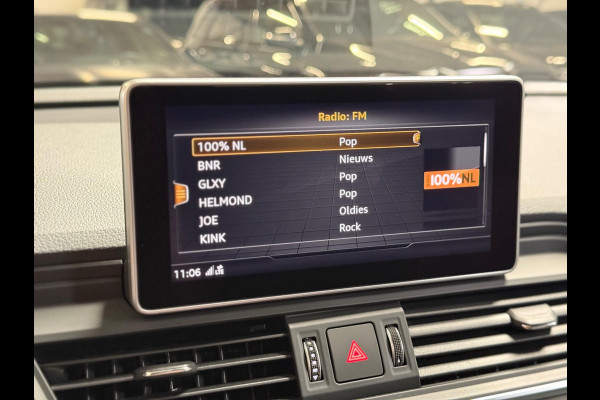 Radio: FM
100% NL Pop
BNR Nieuws
GLXY Pop
HELMOND Pop
JOE Oldies
KINK Rock
100%NL
11:06 LTE